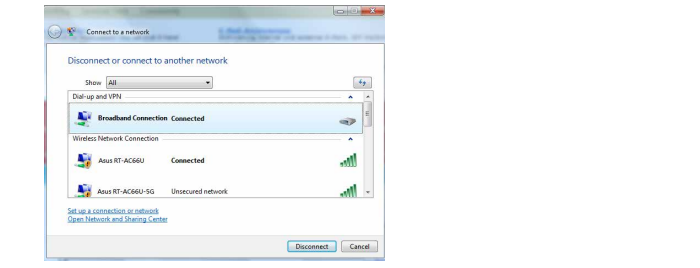 Connect to a network
Disconnect or connect to another network
Show All
Dial-up and VPN
Broadband Connection Connected
Wireless Network Connection
Asus RT-AC66U Connected
Asus RT-AC66U-5G Unsecured network
Set up a connection or network
Open Network and Sharing Center
Disconnect Cancel